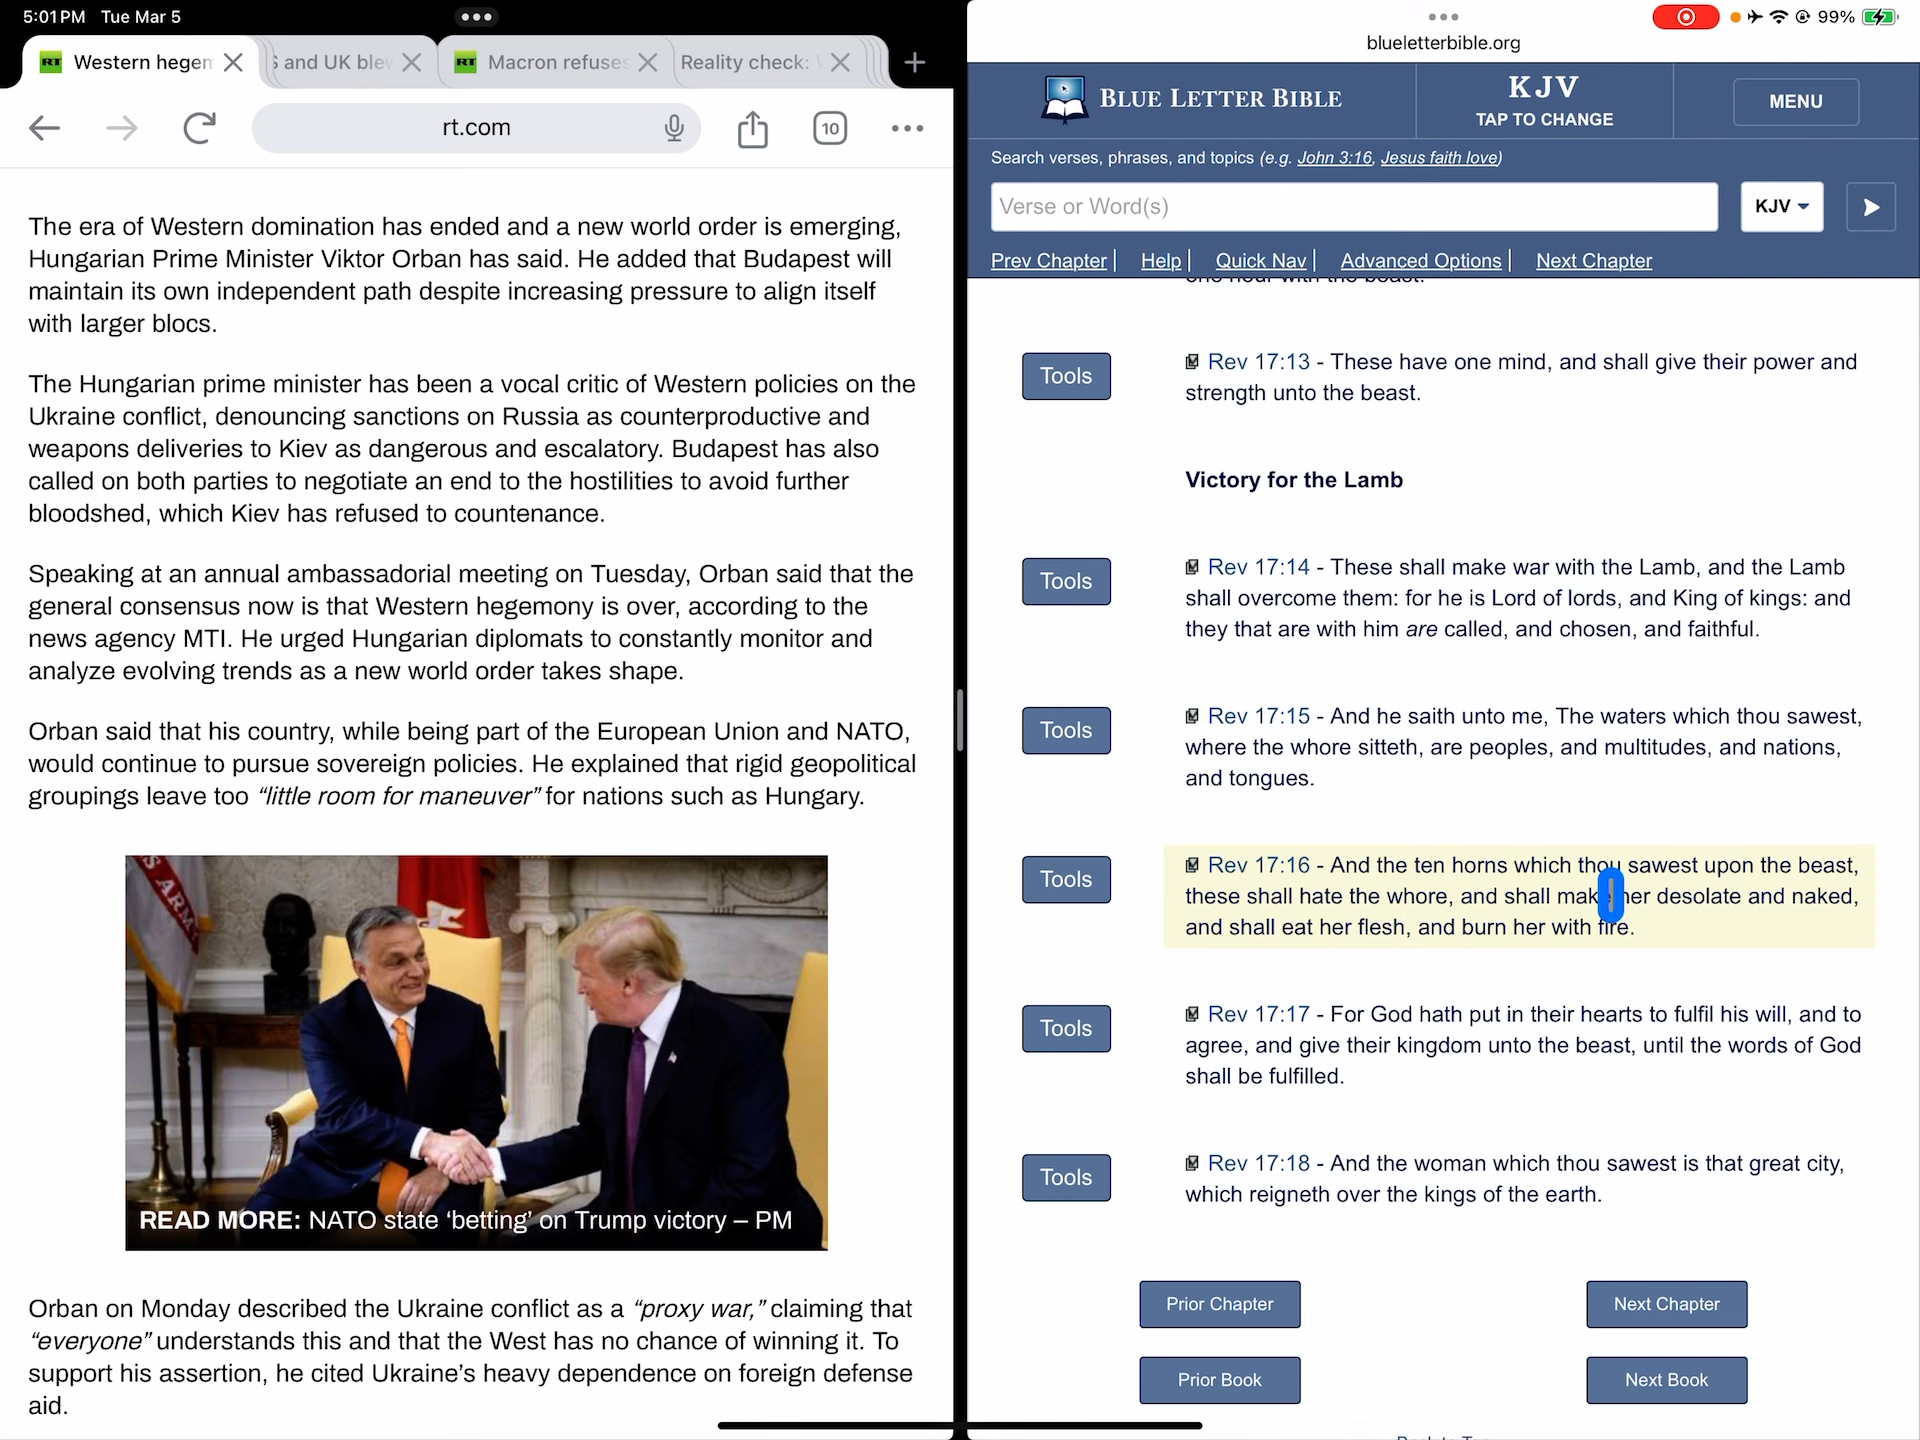 5:01PM Tue Mar 5
Western hegem
S and UK blew
RT Macron refuses
Reality check:
rt.com
10
The era of Western domination has ended and a new world order is emerging,
Hungarian Prime Minister Viktor Orban has said. He added that Budapest will
maintain its own independent path despite increasing pressure to align itself
with larger blocs.
The Hungarian prime minister has been a vocal critic of Western policies on the
Ukraine conflict, denouncing sanctions on Russia as counterproductive and
weapons deliveries to Kiev as dangerous and escalatory. Budapest has also
called on both parties to negotiate an end to the hostilities to avoid further
bloodshed, which Kiev has refused to countenance.
Speaking at an annual ambassadorial meeting on Tuesday, Orban said that the
general consensus now is that Western hegemony is over, according to the
news agency MTI. He urged Hungarian diplomats to constantly monitor and
analyze evolving trends as a new world order takes shape.
Orban said that his country, while being part of the European Union and NATO,
would continue to pursue sovereign policies. He explained that rigid geopolitical
groupings leave too “little room for maneuver” for nations such as Hungary.
READ MORE: NATO state ‘betting’ on Trump victory – PM
Orban on Monday described the Ukraine conflict as a “proxy war,” claiming that
“everyone” understands this and that the West has no chance of winning it. To
support his assertion, he cited Ukraine’s heavy dependence on foreign defense
aid.
99%
blueletterbible.org
BLUE LETTER BIBLE
KJV
TAP TO CHANGE
MENU
Search verses, phrases, and topics (e.g. John 3:16, Jesus faith love)
Verse or Word(s)
KJV
Prev Chapter | Help | Quick Nav | Advanced Options | Next Chapter
one hour with the beast.
Tools
Rev 17:13 - These have one mind, and shall give their power and
strength unto the beast.
Victory for the Lamb
Tools
Rev 17:14 - These shall make war with the Lamb, and the Lamb
shall overcome them: for he is Lord of lords, and King of kings: and
they that are with him are called, and chosen, and faithful.
Tools
Rev 17:15 - And he saith unto me, The waters which thou sawest,
where the whore sitteth, are peoples, and multitudes, and nations,
and tongues.
Tools
Rev 17:16 - And the ten horns which thou sawest upon the beast,
these shall hate the whore, and shall make her desolate and naked,
and shall eat her flesh, and burn her with fire.
Tools
Rev 17:17 - For God hath put in their hearts to fulfil his will, and to
agree, and give their kingdom unto the beast, until the words of God
shall be fulfilled.
Tools
Rev 17:18 - And the woman which thou sawest is that great city,
which reigneth over the kings of the earth.
Prior Chapter
Next Chapter
Prior Book
Next Book